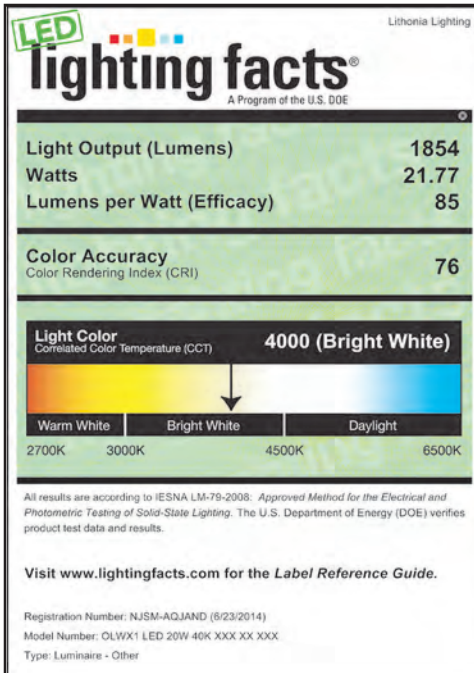 Lithonia Lighting
LED
lighting facts®
A Program of the U.S. DOE
Light Output (Lumens) 1854
Watts 21.77
Lumens per Watt (Efficacy) 85
Color Accuracy
Color Rendering Index (CRI) 76
Light Color
Correlated Color Temperature (CCT) 4000 (Bright White)
Warm White Bright White Daylight
2700K 3000K 4500K 6500K
All results are according to IESNA LM-79-2008: Approved Method for the Electrical and
Photometric Testing of Solid-State Lighting. The U.S. Department of Energy (DOE) verifies
product test data and results.
Visit www.lightingfacts.com for the Label Reference Guide.
Registration Number: NJSM-AQJAND (6/23/2014)
Model Number: OLWX1 LED 20W 40K XXX XX XXX
Type: Luminaire - Other